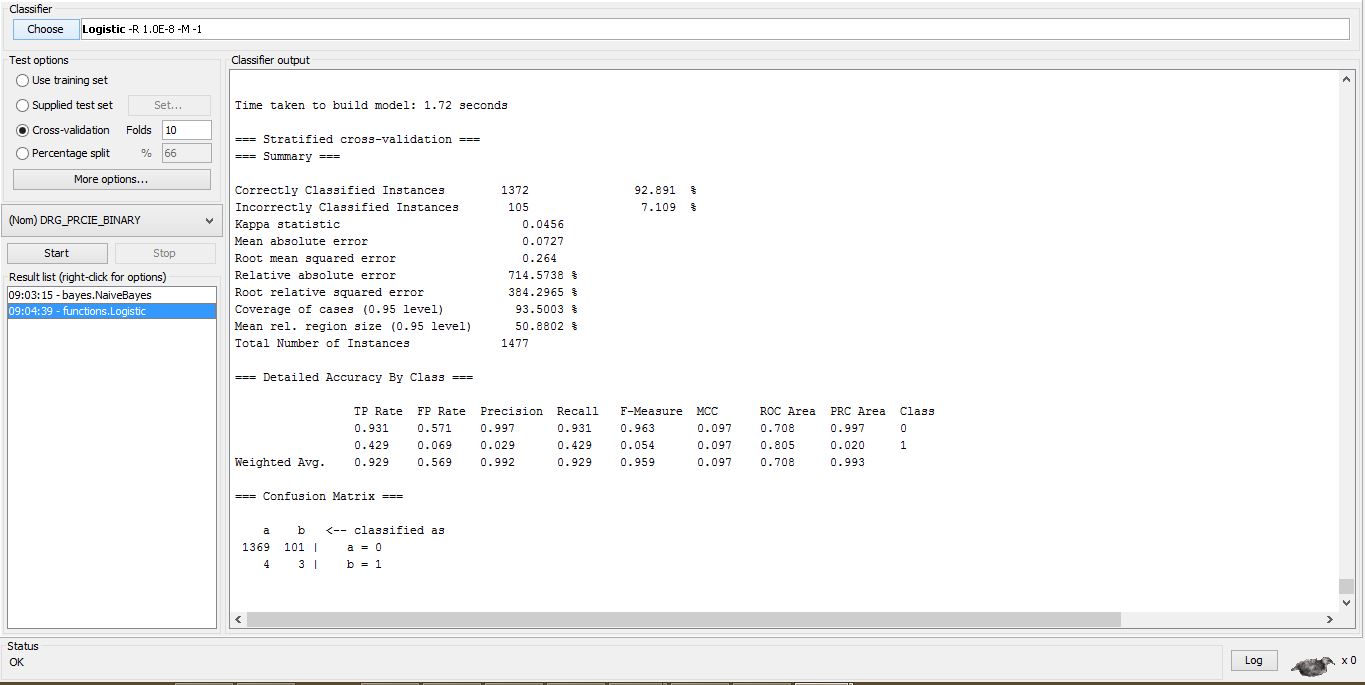 Classifier
Choose Logistic -R 1.0E-8 -M -1
Test options
Use training set
Supplied test set Set...
Cross-validation Folds 10
Percentage split % 66
More options...
(Nom) DRG_PRCIE_BINARY
Start Stop
Result list (right-click for options)
09:03:15 - bayes.NaiveBayes
09:04:39 - functions.Logistic
Classifier output
Time taken to build model: 1.72 seconds
=== Stratified cross-validation ===
=== Summary ===
Correctly Classified Instances 1372 92.891 %
Incorrectly Classified Instances 105 7.109 %
Kappa statistic 0.0456
Mean absolute error 0.0727
Root mean squared error 0.264
Relative absolute error 714.5738 %
Root relative squared error 384.2965 %
Coverage of cases (0.95 level) 93.5003 %
Mean rel. region size (0.95 level) 50.8802 %
Total Number of Instances 1477
=== Detailed Accuracy By Class ===
TP Rate FP Rate Precision Recall F-Measure MCC ROC Area PRC Area Class
0.931 0.571 0.997 0.931 0.963 0.097 0.708 0.997 0
0.429 0.069 0.029 0.429 0.054 0.097 0.805 0.020 1
Weighted Avg. 0.929 0.569 0.992 0.929 0.959 0.097 0.708 0.993
=== Confusion Matrix ===
a b <-- classified as
1369 101 | a = 0
4 3 | b = 1
Status
OK
Log x 0